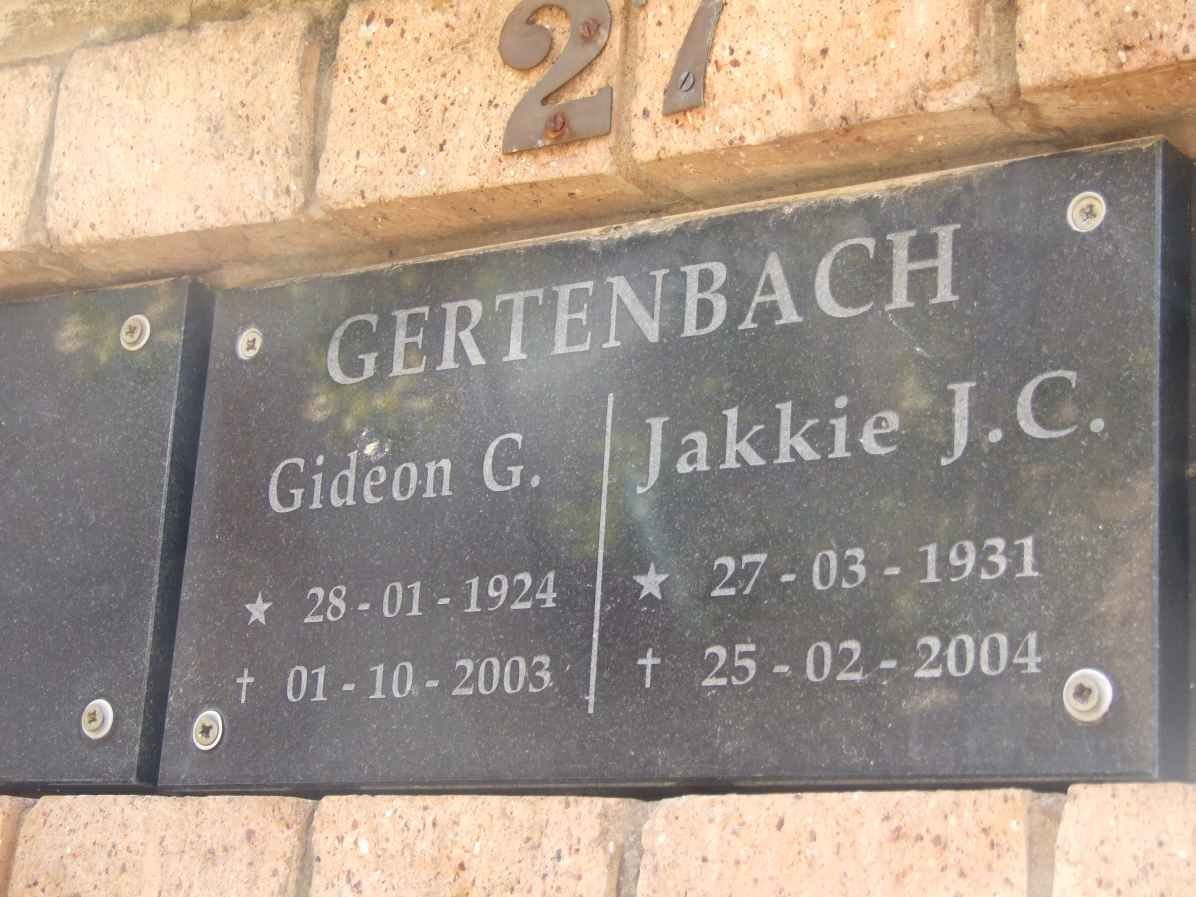 27
GERTENBACH
Gideon G.
★ 28-01-1924
† 01-10-2003
Jakkie J.C.
★ 27-03-1931
† 25-02-2004